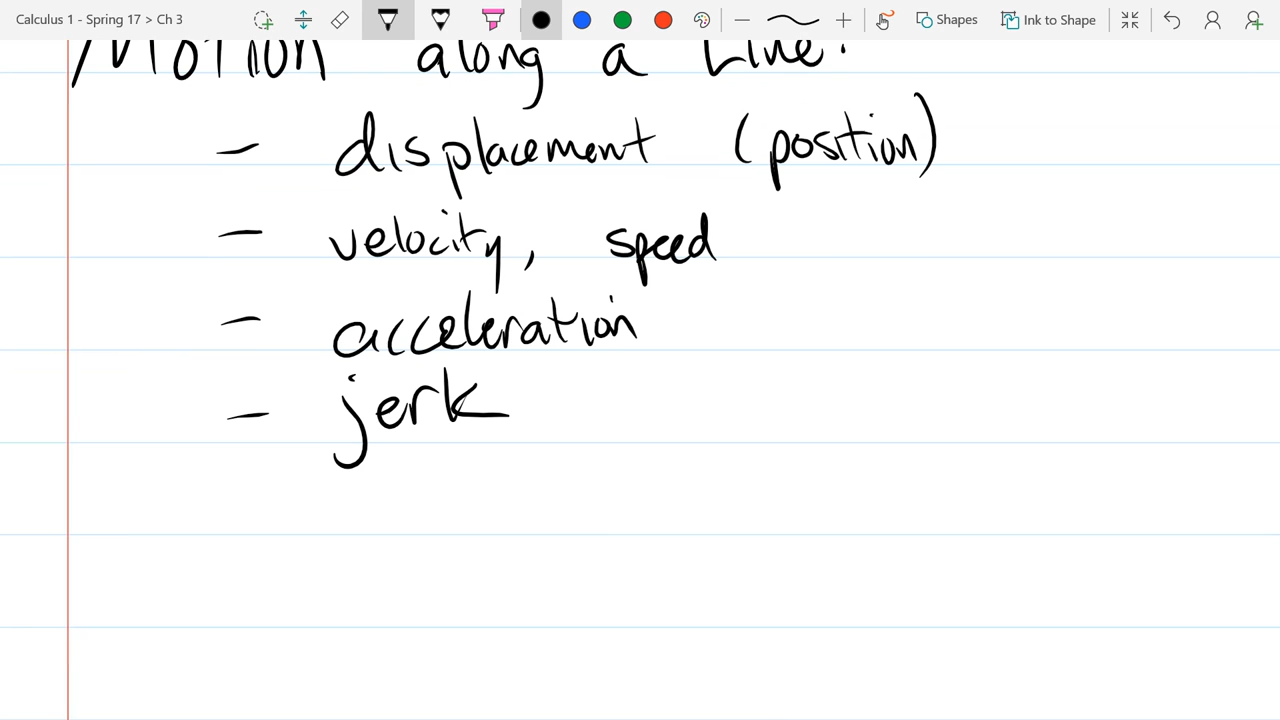 Calculus 1 - Spring 17 > Ch 3
Shapes
Ink to Shape
Motion along a Line:
- displacement (position)
- velocity, speed
- acceleration
- jerk